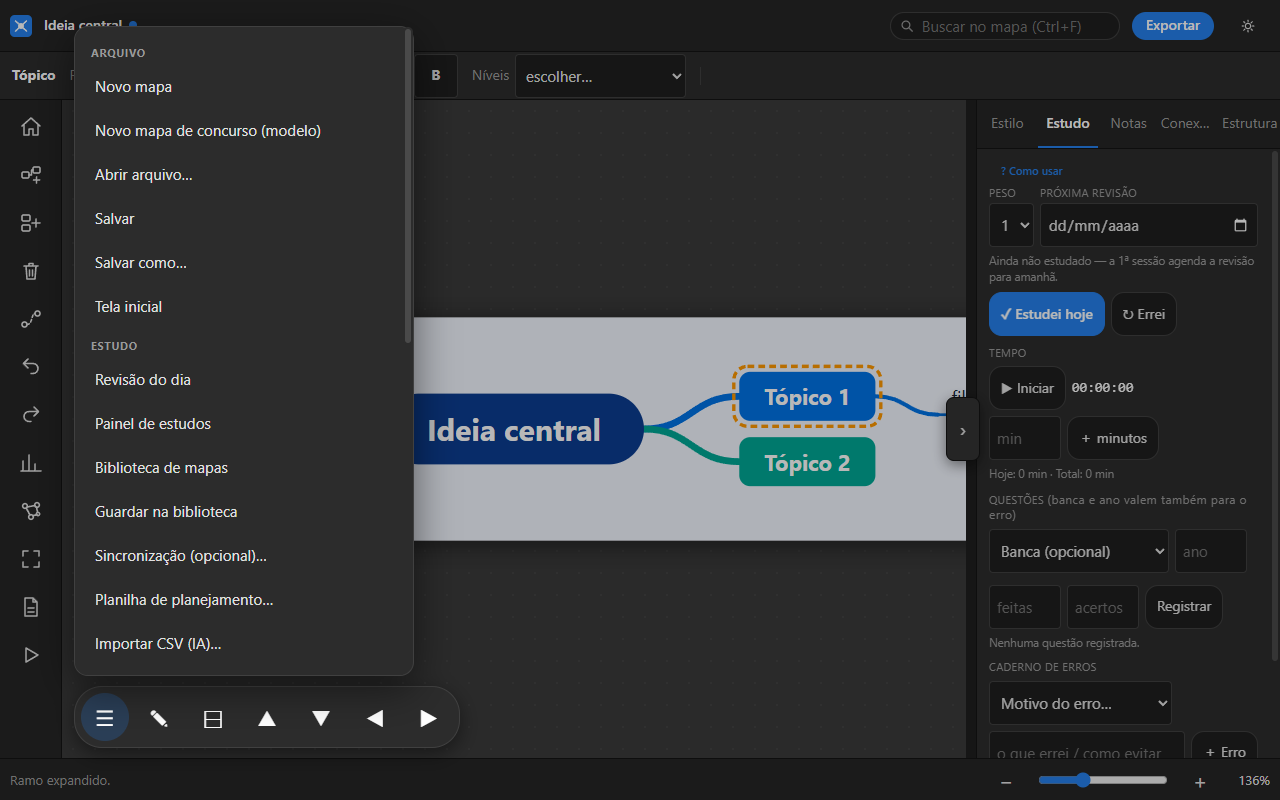 Ideia central
Buscar no mapa (Ctrl+F)
Exportar
Tópico
B
Níveis
escolher...
ARQUIVO
Novo mapa
Novo mapa de concurso (modelo)
Abrir arquivo...
Salvar
Salvar como...
Tela inicial
ESTUDO
Revisão do dia
Painel de estudos
Biblioteca de mapas
Guardar na biblioteca
Sincronização (opcional)...
Planilha de planejamento...
Importar CSV (IA)...
Ideia central
Tópico 1
Tópico 2
Estilo
Estudo
Notas
Conex...
Estrutura
? Como usar
PESO
PRÓXIMA REVISÃO
1
dd/mm/aaaa
Ainda não estudado — a 1ª sessão agenda a revisão
para amanhã.
✓ Estudei hoje
↻ Errei
TEMPO
▶ Iniciar
00:00:00
min
+ minutos
Hoje: 0 min · Total: 0 min
QUESTÕES (banca e ano valem também para o
erro)
Banca (opcional)
ano
feitas
acertos
Registrar
Nenhuma questão registrada.
CADERNO DE ERROS
Motivo do erro...
o que errei / como evitar
+ Erro
Ramo expandido.
136%